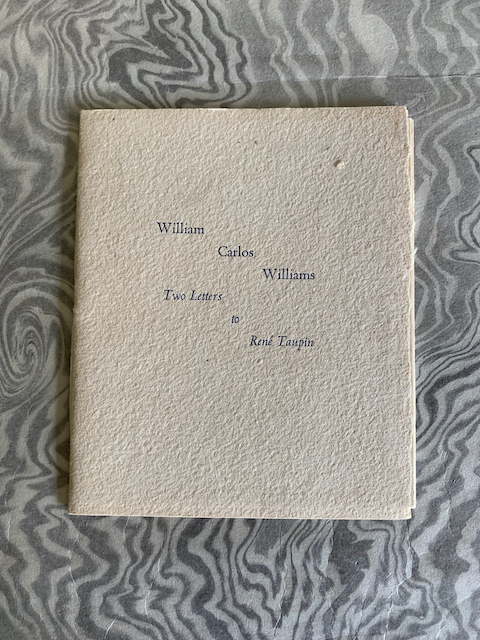 William
Carlos
Williams
Two Letters
to
René Taupin